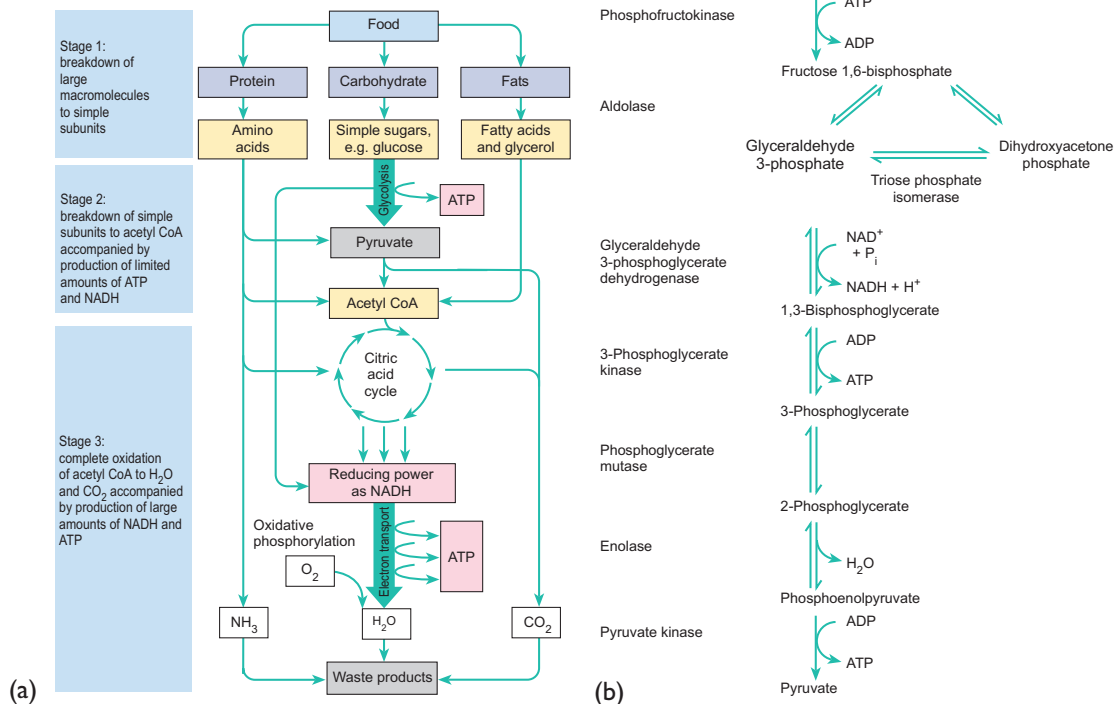 Food
Stage 1:
breakdown of
large
macromolecules
to simple
subunits
Protein
Carbohydrate
Fats
Amino
acids
Simple sugars,
e.g. glucose
Fatty acids
and glycerol
Stage 2:
breakdown of simple
subunits to acetyl CoA
accompanied by
production of limited
amounts of ATP
and NADH
Glycolysis
ATP
Pyruvate
Acetyl CoA
Citric
acid
cycle
Stage 3:
complete oxidation
of acetyl CoA to H₂O
and CO₂ accompanied
by production of large
amounts of NADH and
ATP
Reducing power
as NADH
Oxidative
phosphorylation
Electron transport
ATP
O₂
NH₃
H₂O
CO₂
Waste products
(a)
Phosphofructokinase
ATP
ADP
Fructose 1,6-bisphosphate
Aldolase
Glyceraldehyde
3-phosphate
Dihydroxyacetone
phosphate
Triose phosphate
isomerase
Glyceraldehyde
3-phosphoglycerate
dehydrogenase
NAD⁺
+ Pᵢ
NADH + H⁺
1,3-Bisphosphoglycerate
3-Phosphoglycerate
kinase
ADP
ATP
3-Phosphoglycerate
Phosphoglycerate
mutase
2-Phosphoglycerate
Enolase
H₂O
Phosphoenolpyruvate
Pyruvate kinase
ADP
ATP
Pyruvate
(b)